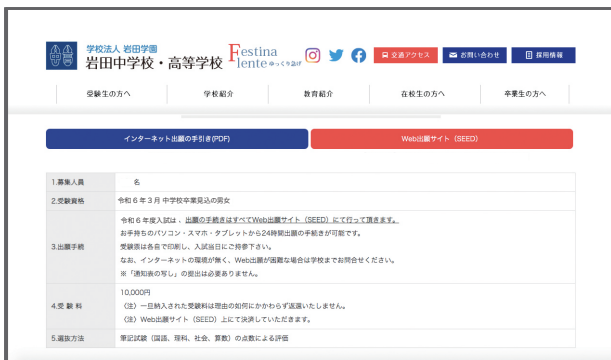 学校法人 岩田学園
岩田中学校・高等学校
Festina
lente ゆっくり急げ
交通アクセス
お問い合わせ
採用情報
受験生の方へ
学校紹介
教育紹介
在校生の方へ
卒業生の方へ
インターネット出願の手引き(PDF)
Web出願サイト（SEED）
1.募集人員
名
2.受験資格
令和６年３月 中学校卒業見込の男女
3.出願手続
令和６年度入試は 、出願の手続きはすべてWeb出願サイト（SEED）にて行って頂きます。
お手持ちのパソコン・スマホ・タブレットから24時間出願の手続きが可能です。
受験票は各自で印刷し、入試当日にご持参下さい。
なお、インターネットの環境が無く、Web出願が困難な場合は学校までお問合せください。
※「通知表の写し」の提出は必要ありません。
4.受 験 料
10,000円
〈注〉一旦納入された受験料は理由の如何にかかわらず返還いたしません。
〈注〉Web出願サイト（SEED）上にて決済していただきます。
5.選抜方法
筆記試験（国語、理科、社会、算数）の点数による評価